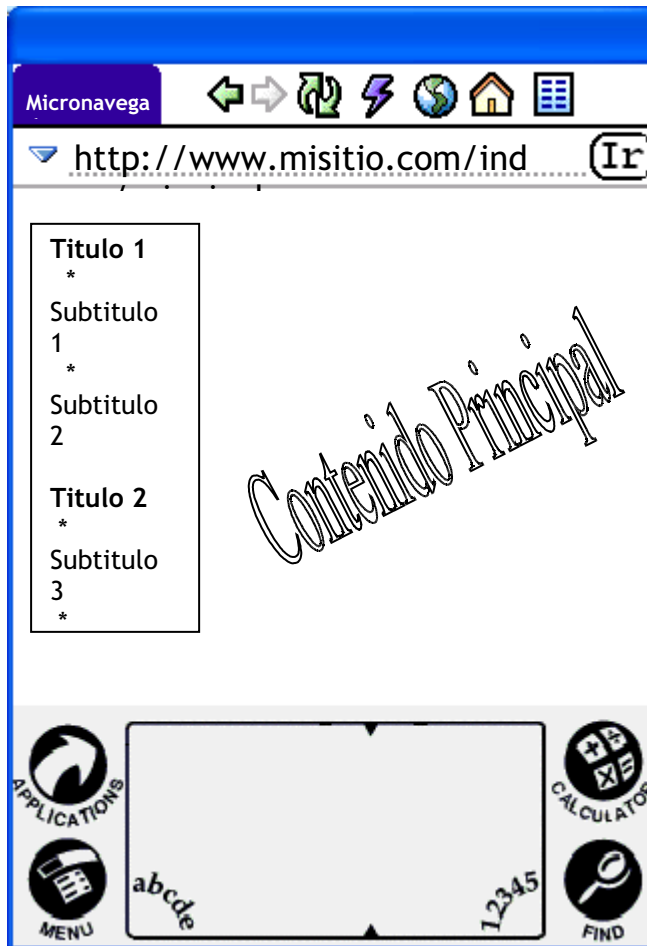 Micronavega
http://www.misitio.com/ind
Ir
Titulo 1
*
Subtitulo
1
*
Subtitulo
2
Titulo 2
*
Subtitulo
3
*
Contenido Principal
APPLICATIONS
MENU
abcde
12345
CALCULATOR
FIND